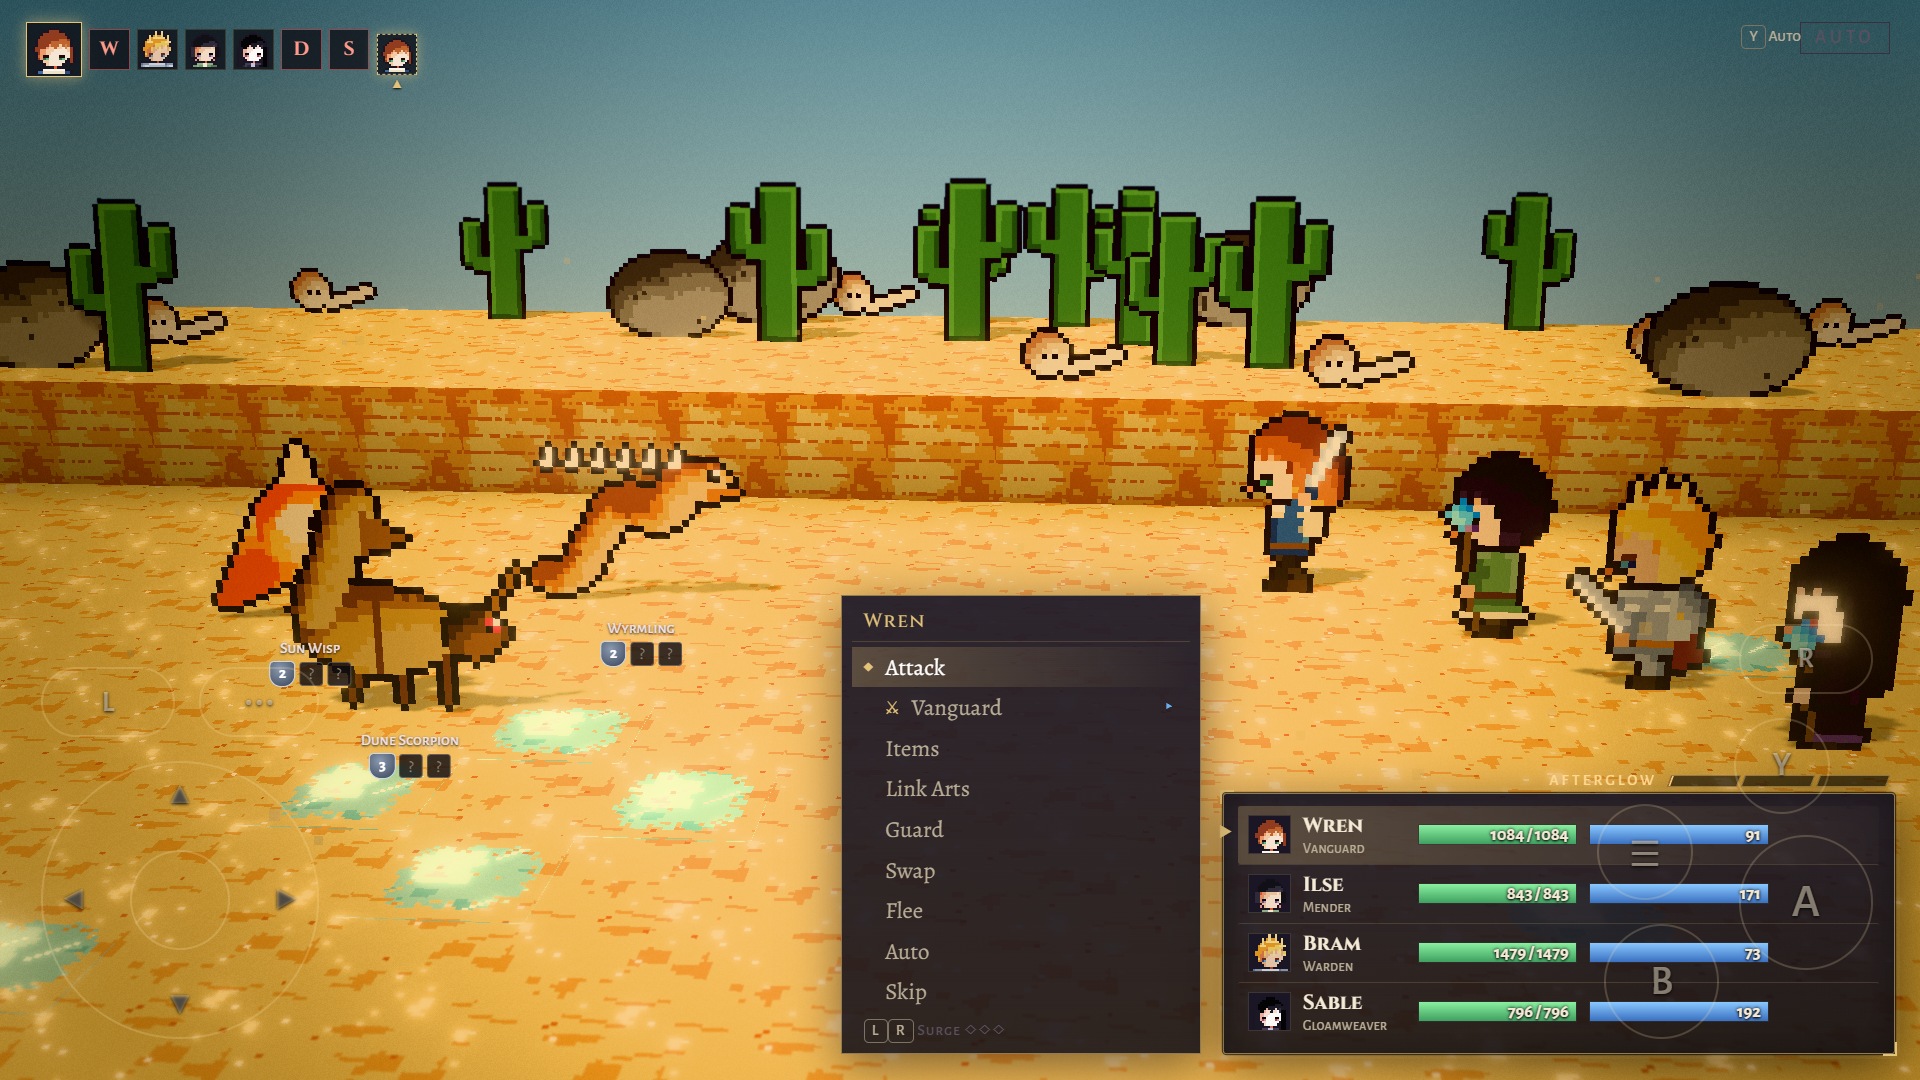 W D S
Y AUTO AUTO
WYRMLING
2 ? ?
SUN WISP
2 ? ?
L
DUNE SCORPION
3 ? ?
WREN
Attack
Vanguard
Items
Link Arts
Guard
Swap
Flee
Auto
Skip
L R SURGE
R
Y
AFTERGLOW
WREN
VANGUARD
1084/1084 91
ILSE
MENDER
843/843 171
A
BRAM
WARDEN
1479/1479 73
B
SABLE
GLOAMWEAVER
796/796 192